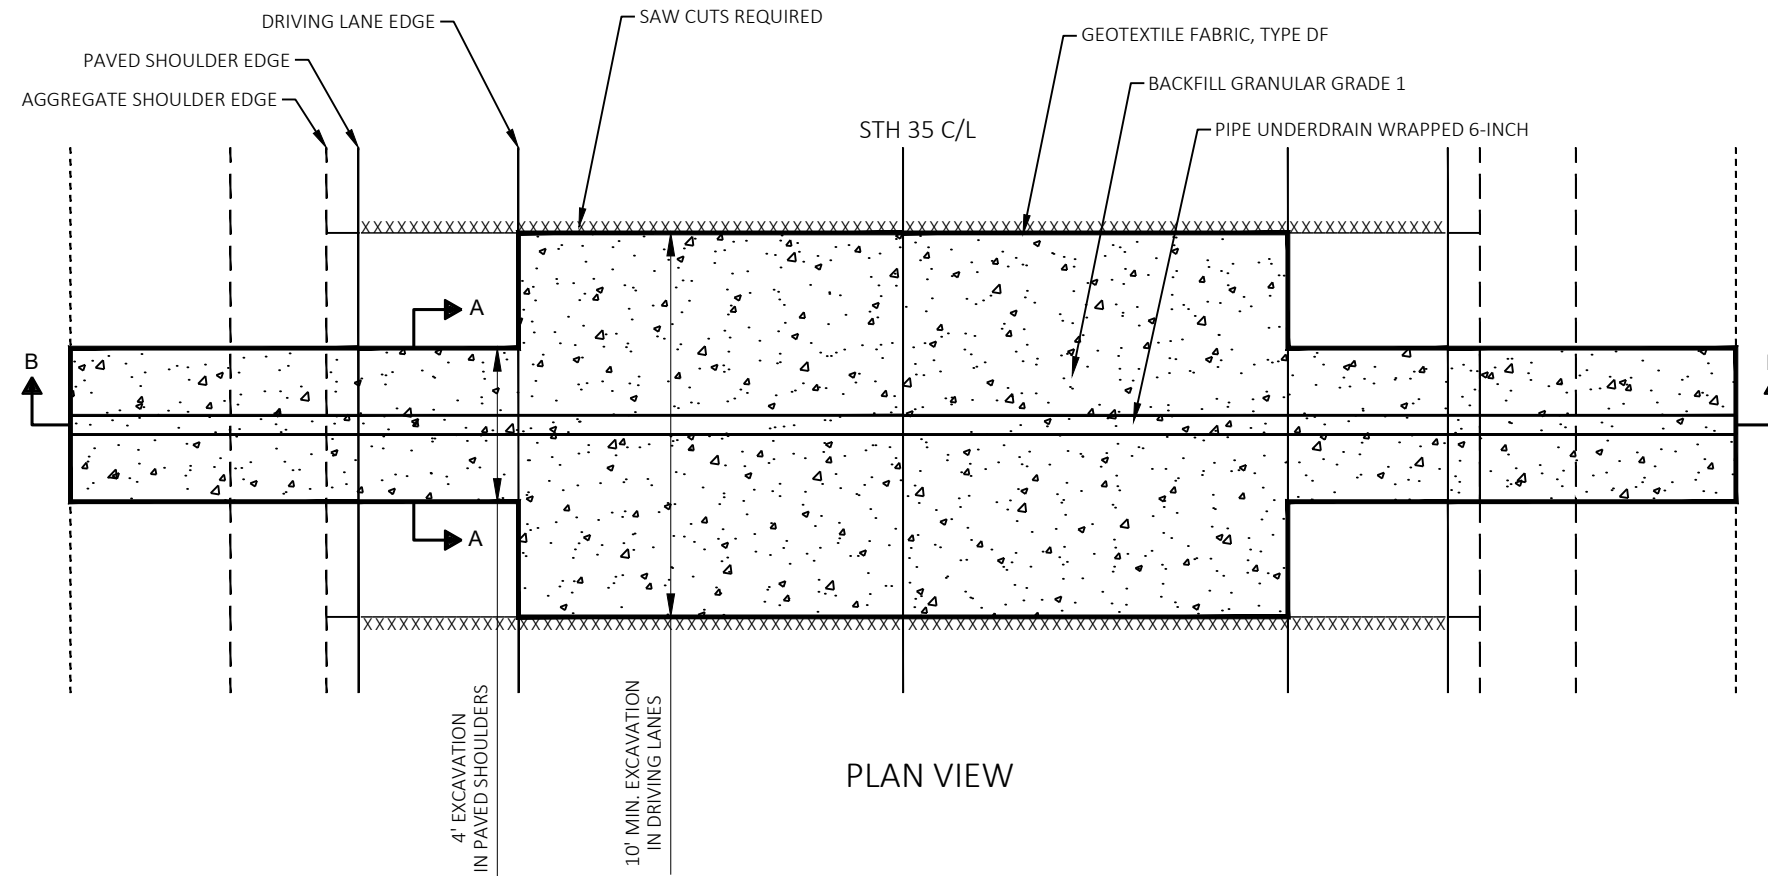 DRIVING LANE EDGE
SAW CUTS REQUIRED
GEOTEXTILE FABRIC, TYPE DF
PAVED SHOULDER EDGE
BACKFILL GRANULAR GRADE 1
AGGREGATE SHOULDER EDGE
STH 35 C/L
PIPE UNDERDRAIN WRAPPED 6-INCH
A
B
A
4' EXCAVATION
IN PAVED SHOULDERS
10' MIN. EXCAVATION
IN DRIVING LANES
PLAN VIEW